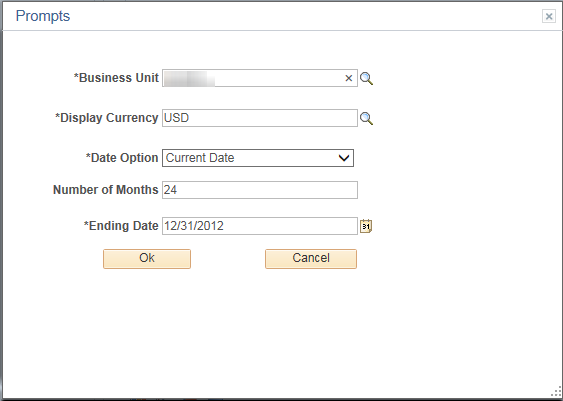 Prompts
*Business Unit
*Display Currency USD
*Date Option Current Date
Number of Months 24
*Ending Date 12/31/2012 31
Ok Cancel